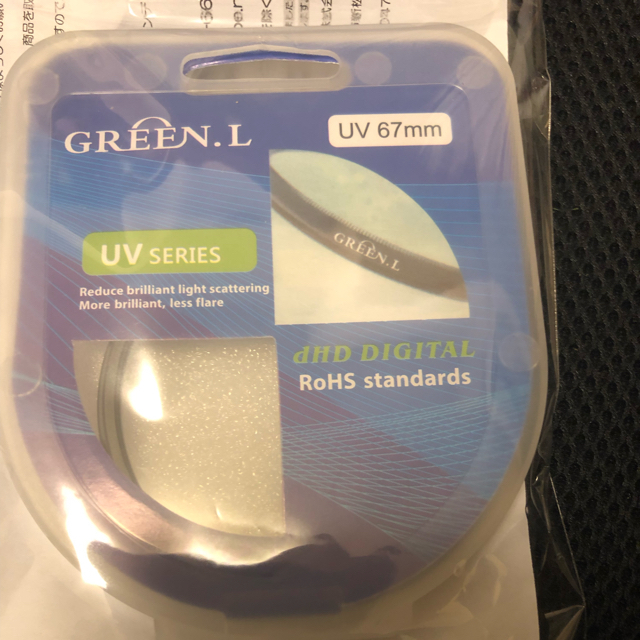 GREEN.L
UV 67mm
GREEN.L
UV SERIES
Reduce brilliant light scattering
More brilliant, less flare
dHD DIGITAL
RoHS standards